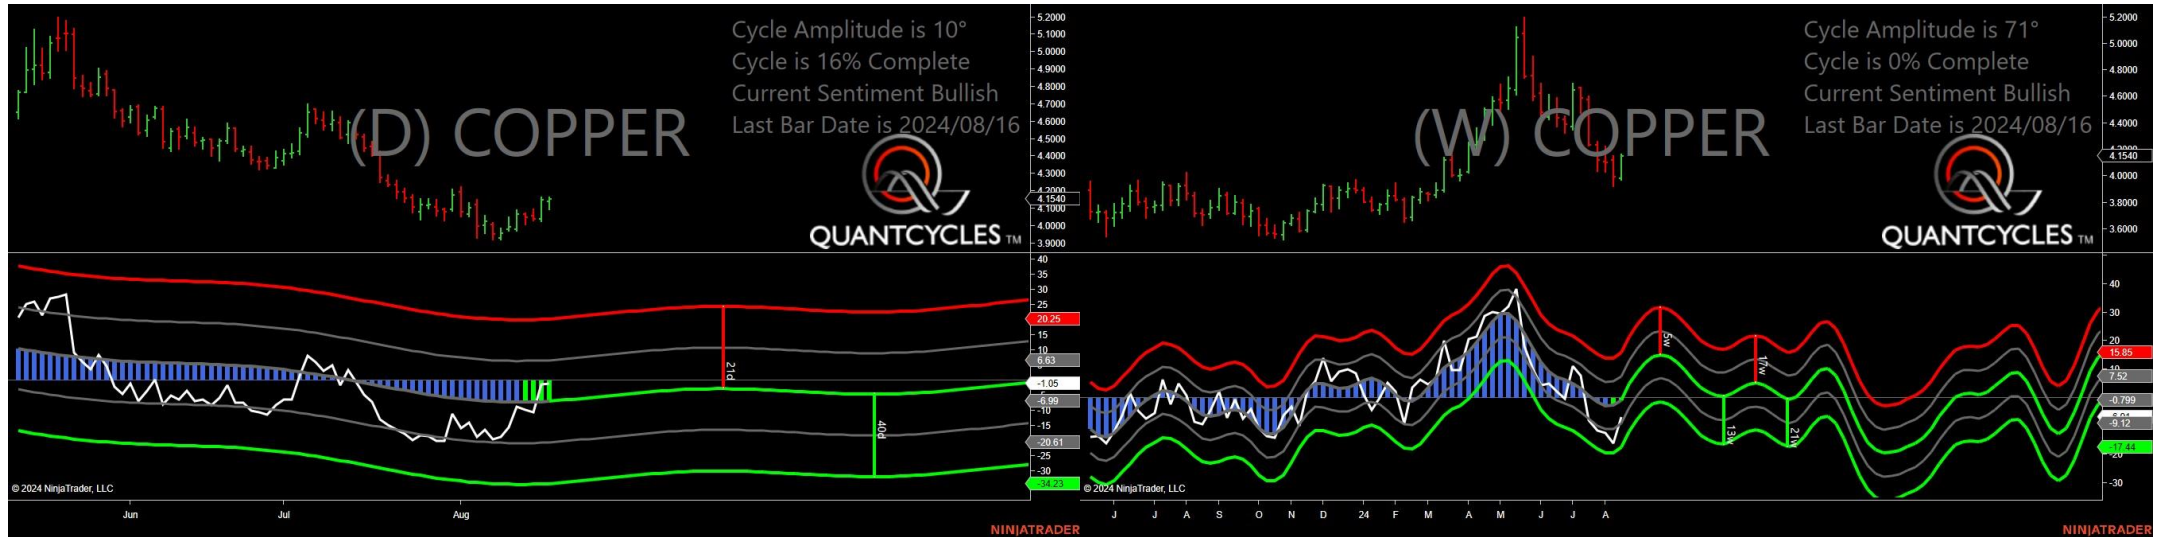 Cycle Amplitude is 10°
Cycle is 16% Complete
Current Sentiment Bullish
Last Bar Date is 2024/08/16
(D) COPPER
QUANTCYCLES TM
5.2000
5.1000
5.0000
4.9000
4.8000
4.7000
4.6000
4.5000
4.4000
4.3000
4.2000
4.1540
4.1000
4.0000
3.9000
40
35
30
25
20.25
15
10
6.63
-1.05
-6.99
-10
-15
-20.61
-25
-30
-34.23
21d
40d
© 2024 NinjaTrader, LLC
Jun
Jul
Aug
NINJATRADER
Cycle Amplitude is 71°
Cycle is 0% Complete
Current Sentiment Bullish
Last Bar Date is 2024/08/16
(W) COPPER
QUANTCYCLES TM
5.2000
5.0000
4.8000
4.6000
4.4000
4.1540
4.0000
3.8000
3.6000
40
30
20
15.85
7.52
-0.799
-9.12
-17.44
-20
-30
5w
17w
13w
21w
© 2024 NinjaTrader, LLC
J J A S O N D 24 F M A M J J A
NINJATRADER